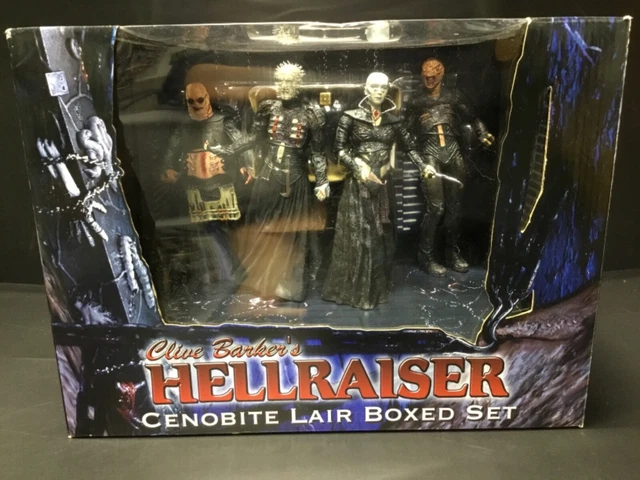 Clive Barker's
HELLRAISER
CENOBITE LAIR BOXED SET